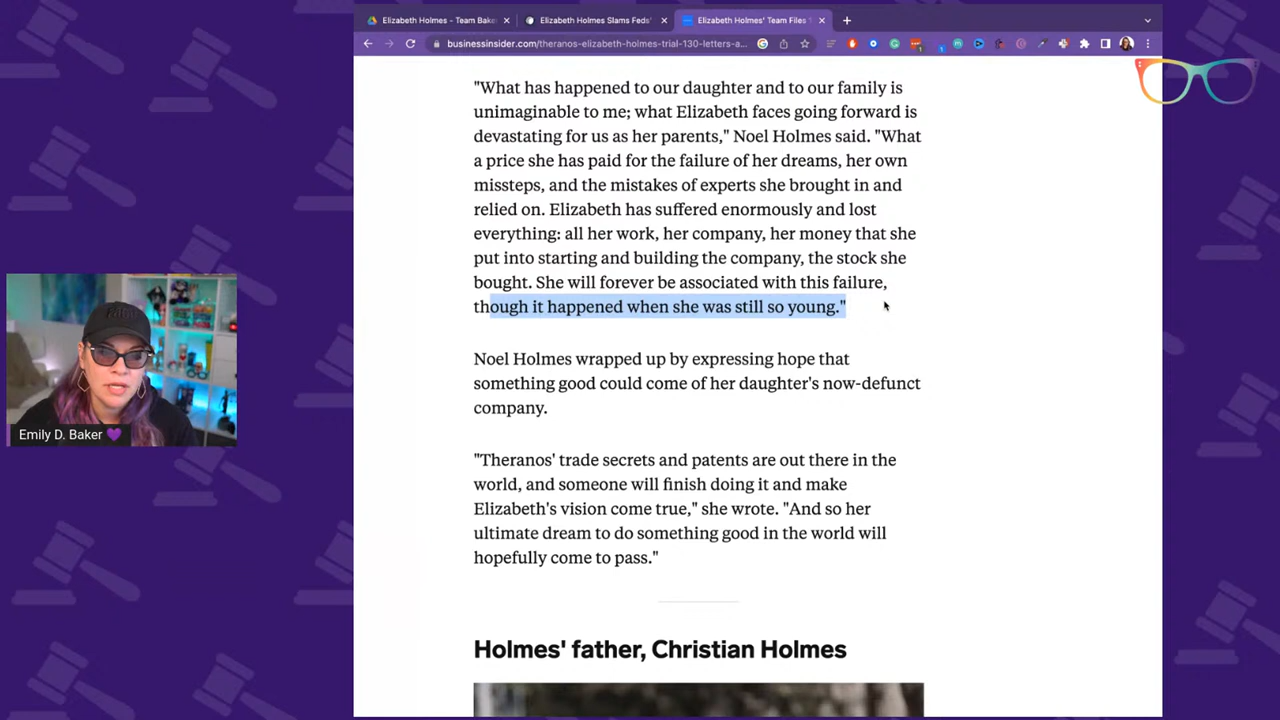 Elizabeth Holmes - Team Bake
Elizabeth Holmes Slams Feds'
Elizabeth Holmes' Team Files 1
businessinsider.com/theranos-elizabeth-holmes-trial-130-letters-a...
"What has happened to our daughter and to our family is
unimaginable to me; what Elizabeth faces going forward is
devastating for us as her parents," Noel Holmes said. "What
a price she has paid for the failure of her dreams, her own
missteps, and the mistakes of experts she brought in and
relied on. Elizabeth has suffered enormously and lost
everything: all her work, her company, her money that she
put into starting and building the company, the stock she
bought. She will forever be associated with this failure,
though it happened when she was still so young."
Noel Holmes wrapped up by expressing hope that
something good could come of her daughter's now-defunct
company.
"Theranos' trade secrets and patents are out there in the
world, and someone will finish doing it and make
Elizabeth's vision come true," she wrote. "And so her
ultimate dream to do something good in the world will
hopefully come to pass."
Holmes' father, Christian Holmes
Emily D. Baker 💜